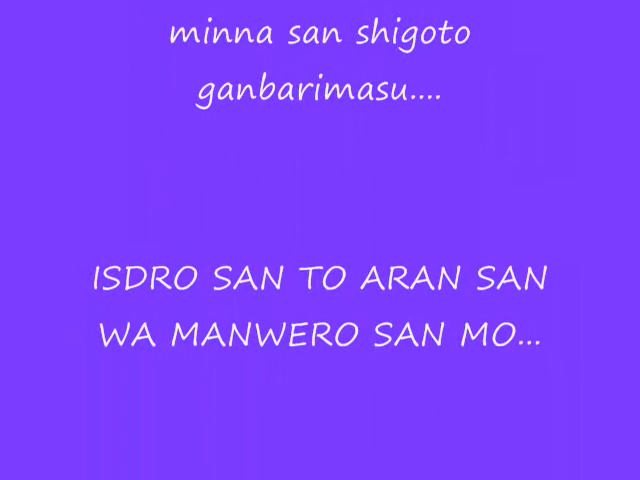 minna san shigoto
ganbarimasu....
ISDRO SAN TO ARAN SAN
WA MANWERO SAN MO...